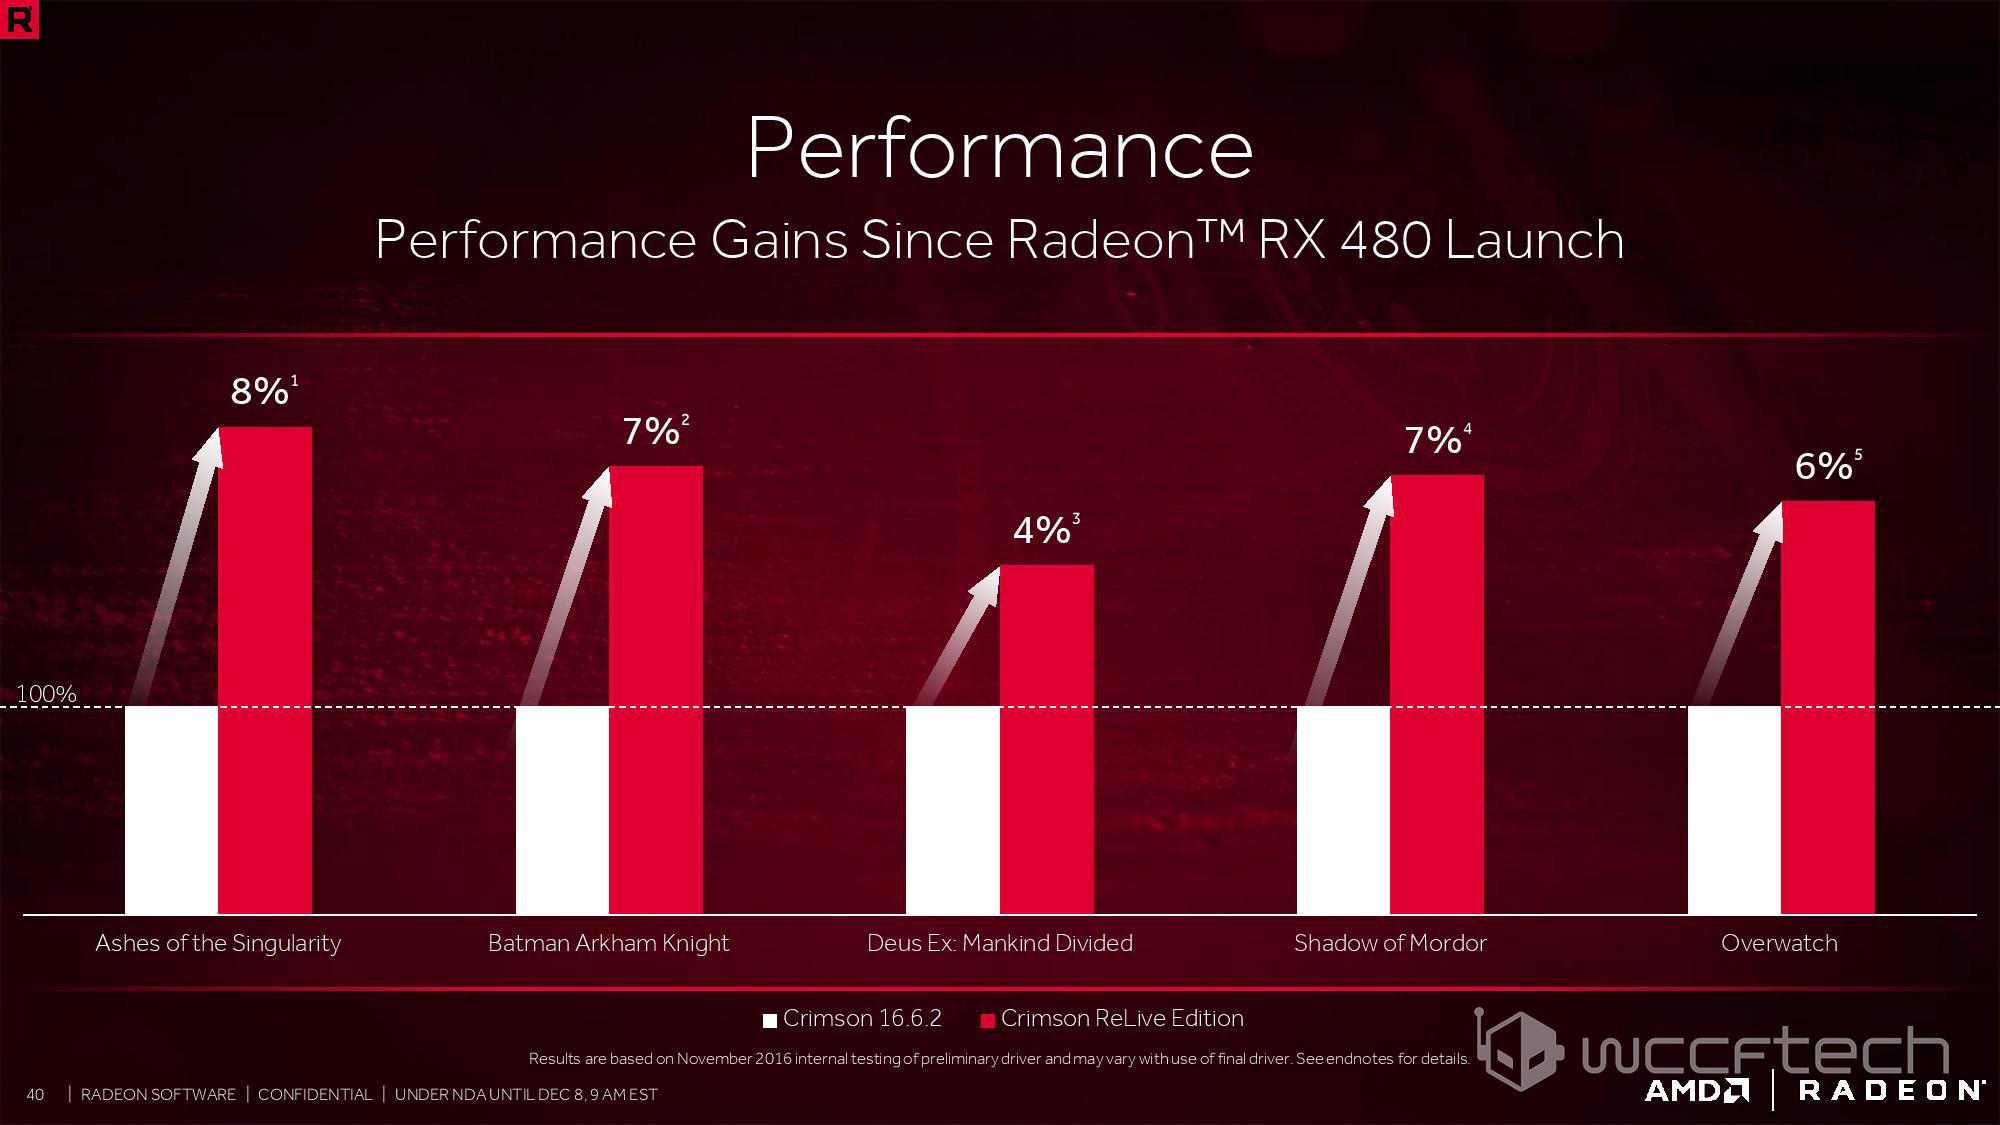 R
Performance
Performance Gains Since Radeon™ RX 480 Launch
8%¹
7%²
4%³
7%⁴
6%⁵
100%
Ashes of the Singularity
Batman Arkham Knight
Deus Ex: Mankind Divided
Shadow of Mordor
Overwatch
Crimson 16.6.2
Crimson ReLive Edition
Results are based on November 2016 internal testing of preliminary driver and may vary with use of final driver. See endnotes for details.
wccftech
40 | RADEON SOFTWARE | CONFIDENTIAL | UNDER NDA UNTIL DEC 8, 9 AM EST
AMD | RADEON